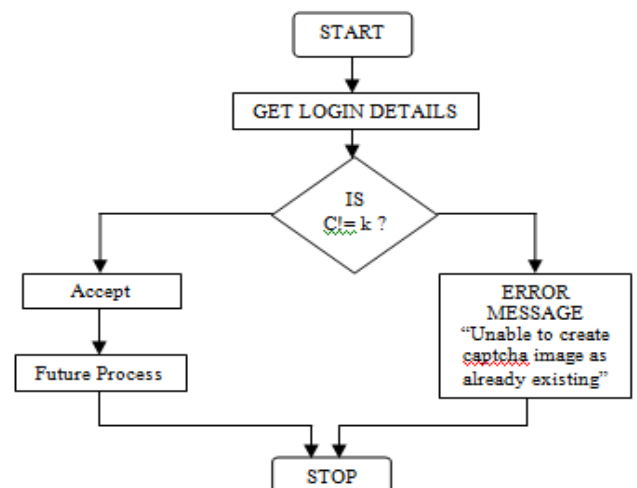 START
GET LOGIN DETAILS
IS
C!= k ?
Accept
ERROR
MESSAGE
“Unable to create
captcha image as
already existing”
Future Process
STOP